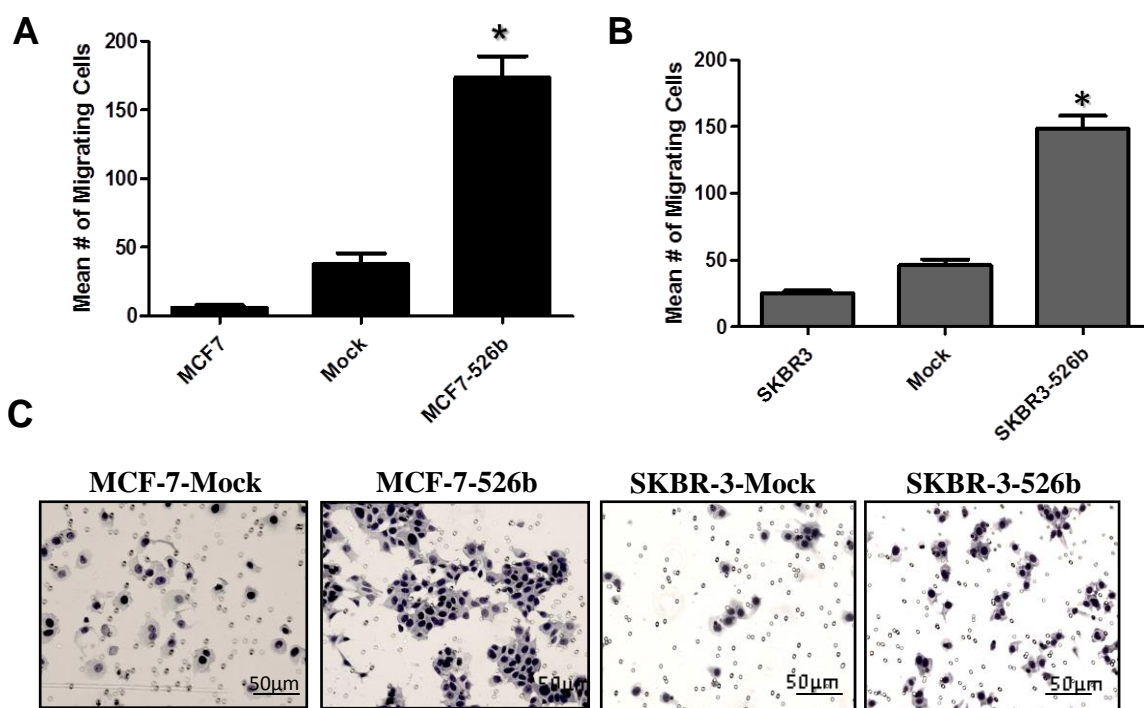 A
Mean # of Migrating Cells
200
150
100
50
0
*
MCF7
Mock
MCF7-526b
B
Mean # of Migrating Cells
200
150
100
50
0
*
SKBR3
Mock
SKBR3-526b
C
MCF-7-Mock
MCF-7-526b
SKBR-3-Mock
SKBR-3-526b
50µm
50µm
50µm
50µm